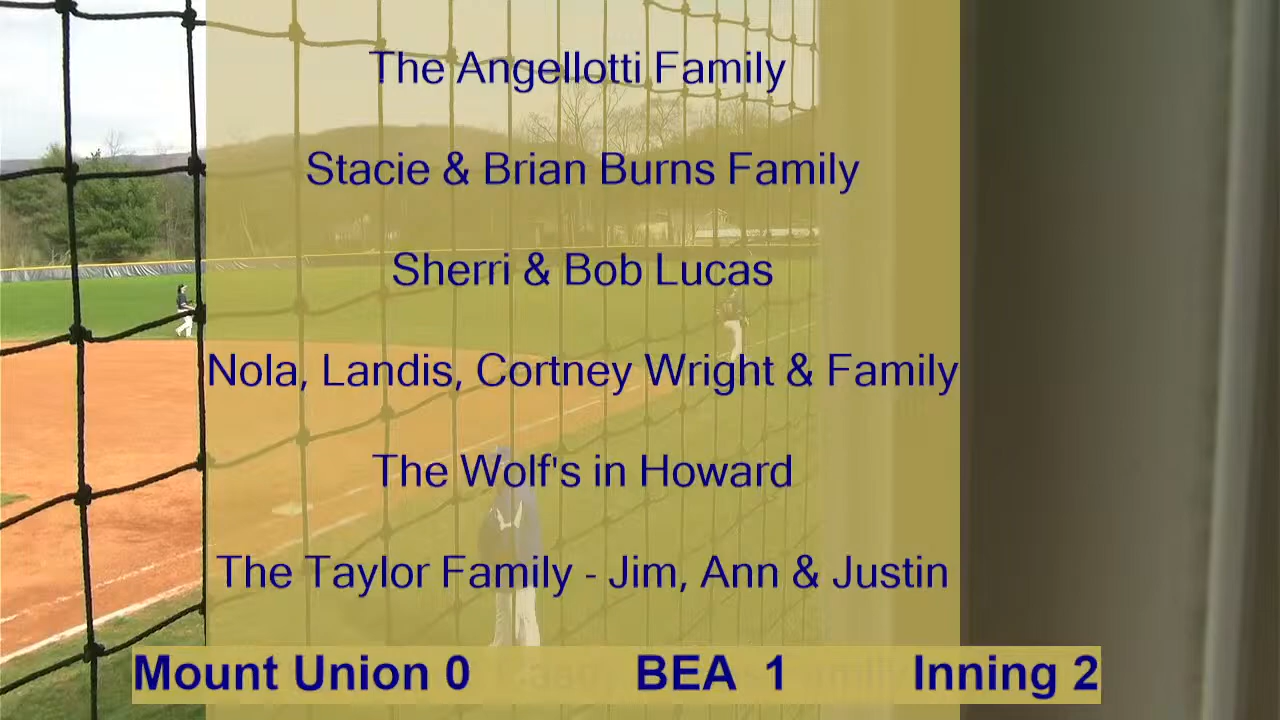 The Angellotti Family
Stacie & Brian Burns Family
Sherri & Bob Lucas
Nola, Landis, Cortney Wright & Family
The Wolf's in Howard
The Taylor Family - Jim, Ann & Justin
Mount Union 0 BEA 1 Inning 2